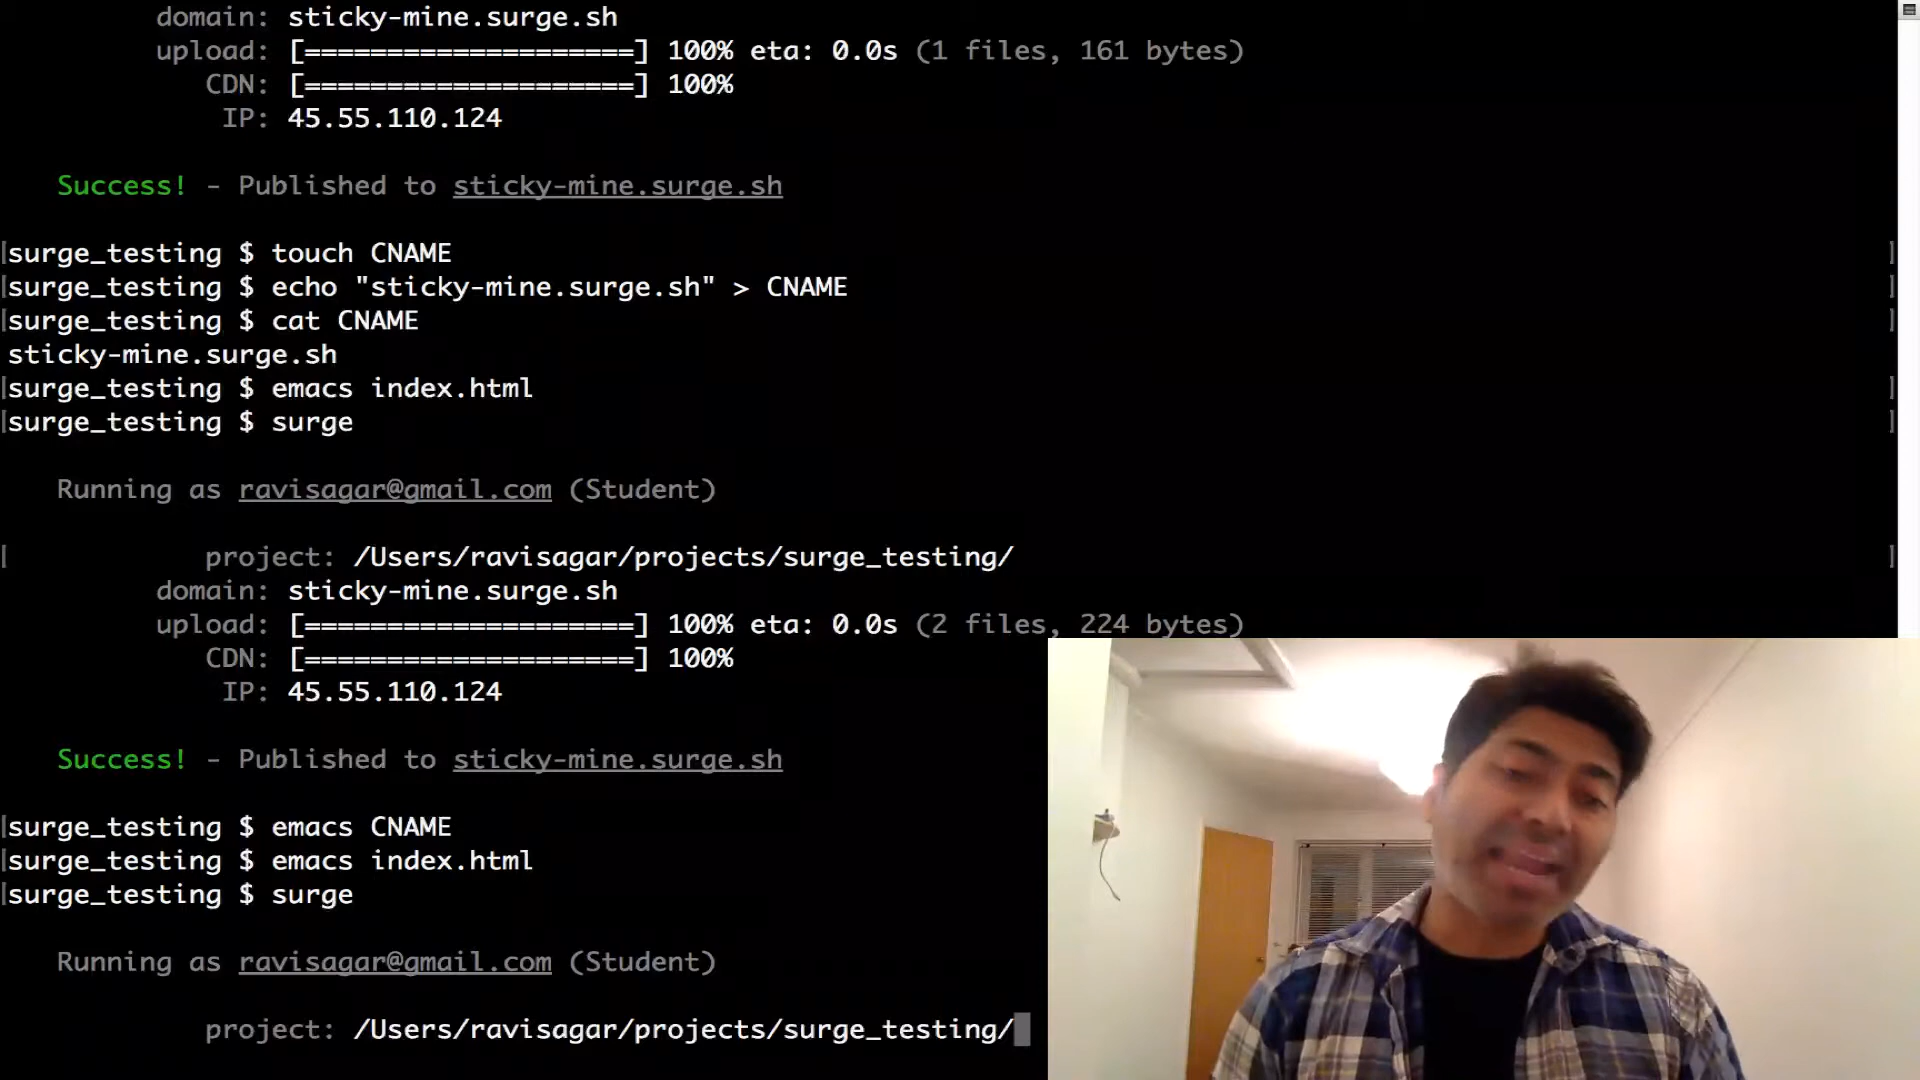 domain: sticky-mine.surge.sh
upload: [====================] 100% eta: 0.0s (1 files, 161 bytes)
CDN: [====================] 100%
IP: 45.55.110.124
Success! - Published to sticky-mine.surge.sh
[surge_testing $ touch CNAME ]
[surge_testing $ echo "sticky-mine.surge.sh" > CNAME ]
[surge_testing $ cat CNAME ]
sticky-mine.surge.sh
[surge_testing $ emacs index.html ]
[surge_testing $ surge ]
Running as ravisagar@gmail.com (Student)
[ project: /Users/ravisagar/projects/surge_testing/ ]
domain: sticky-mine.surge.sh
upload: [====================] 100% eta: 0.0s (2 files, 224 bytes)
CDN: [====================] 100%
IP: 45.55.110.124
Success! - Published to sticky-mine.surge.sh
[surge_testing $ emacs CNAME
[surge_testing $ emacs index.html
[surge_testing $ surge
Running as ravisagar@gmail.com (Student)
project: /Users/ravisagar/projects/surge_testing/